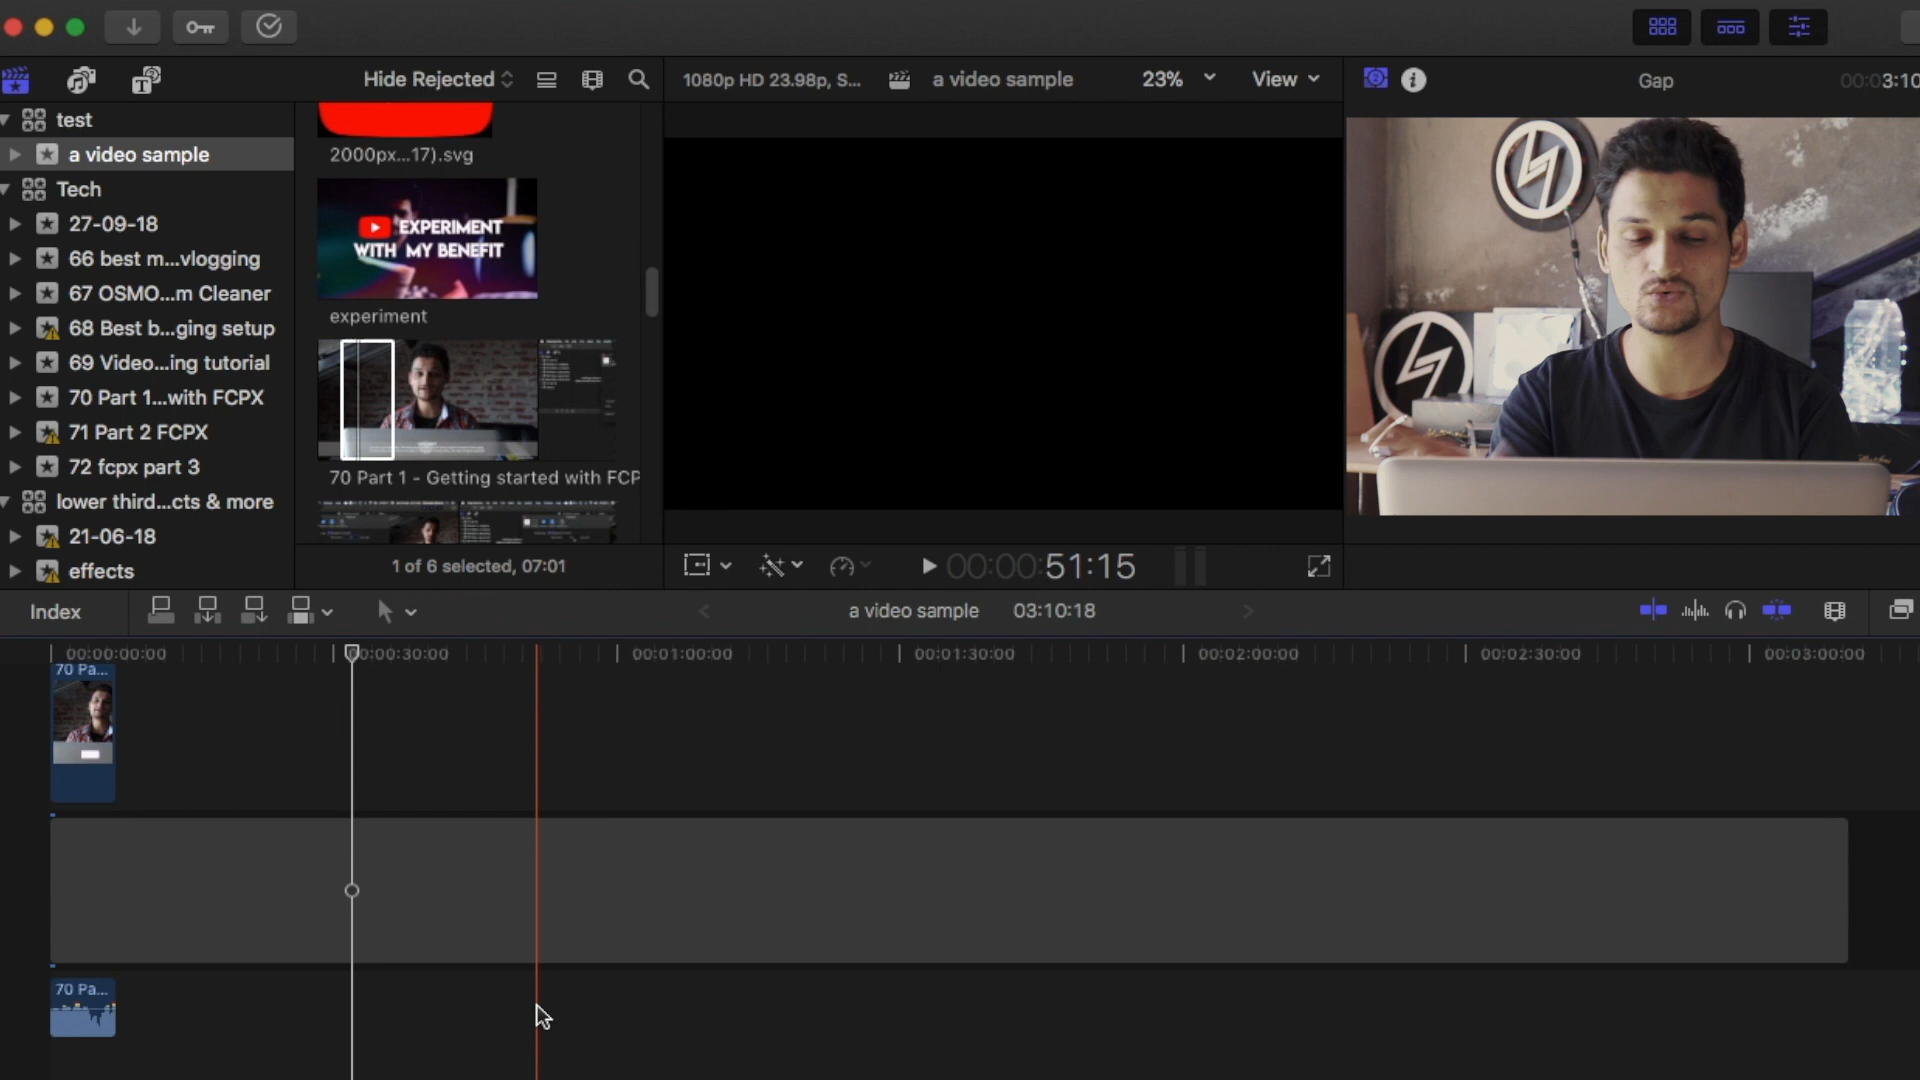 Hide Rejected
1080p HD 23.98p, S...
a video sample
23%
View
Gap
00:03:10
test
a video sample
Tech
27-09-18
66 best m...vlogging
67 OSMO...m Cleaner
68 Best b...ging setup
69 Video...ing tutorial
70 Part 1...with FCPX
71 Part 2 FCPX
72 fcpx part 3
lower third...cts & more
21-06-18
effects
2000px...17).svg
EXPERIMENT
WITH MY BENEFIT
experiment
70 Part 1 - Getting started with FCP
1 of 6 selected, 07:01
00:00:51:15
Index
a video sample
03:10:18
00:00:00:00
00:00:30:00
00:01:00:00
00:01:30:00
00:02:00:00
00:02:30:00
00:03:00:00
70 Pa...
70 Pa...